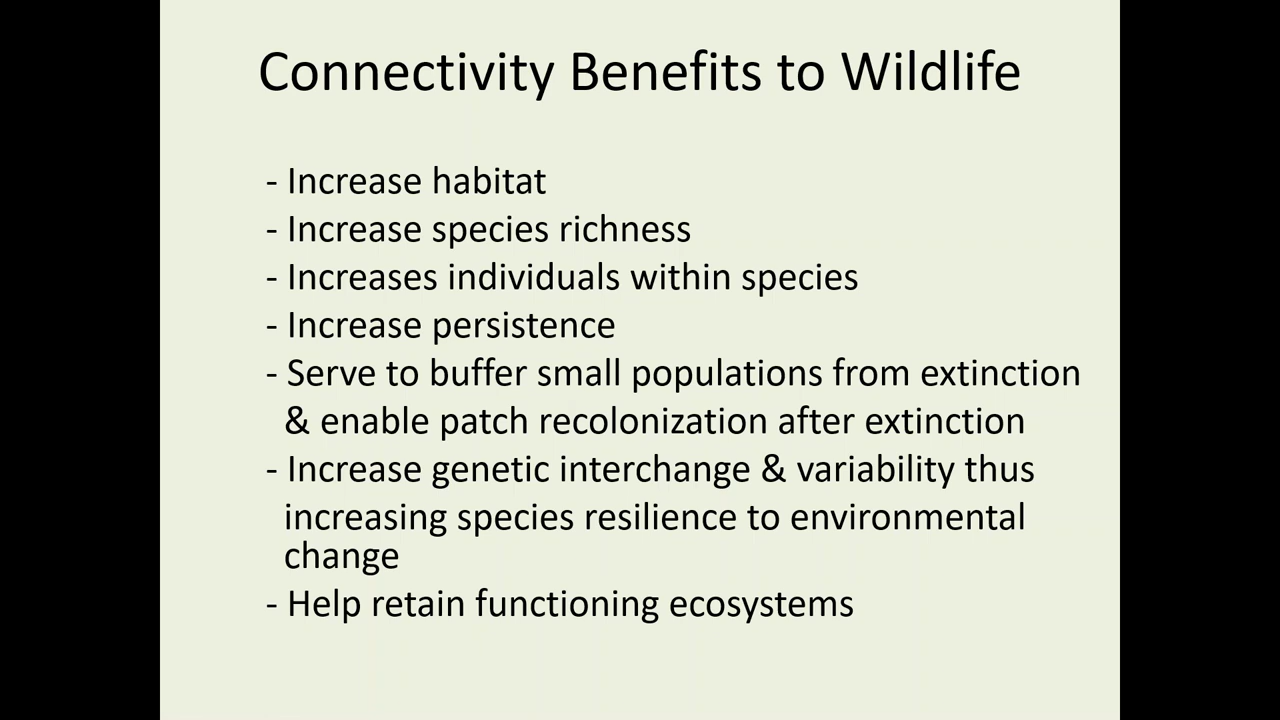 Connectivity Benefits to Wildlife
- Increase habitat
- Increase species richness
- Increases individuals within species
- Increase persistence
- Serve to buffer small populations from extinction
& enable patch recolonization after extinction
- Increase genetic interchange & variability thus
increasing species resilience to environmental
change
- Help retain functioning ecosystems